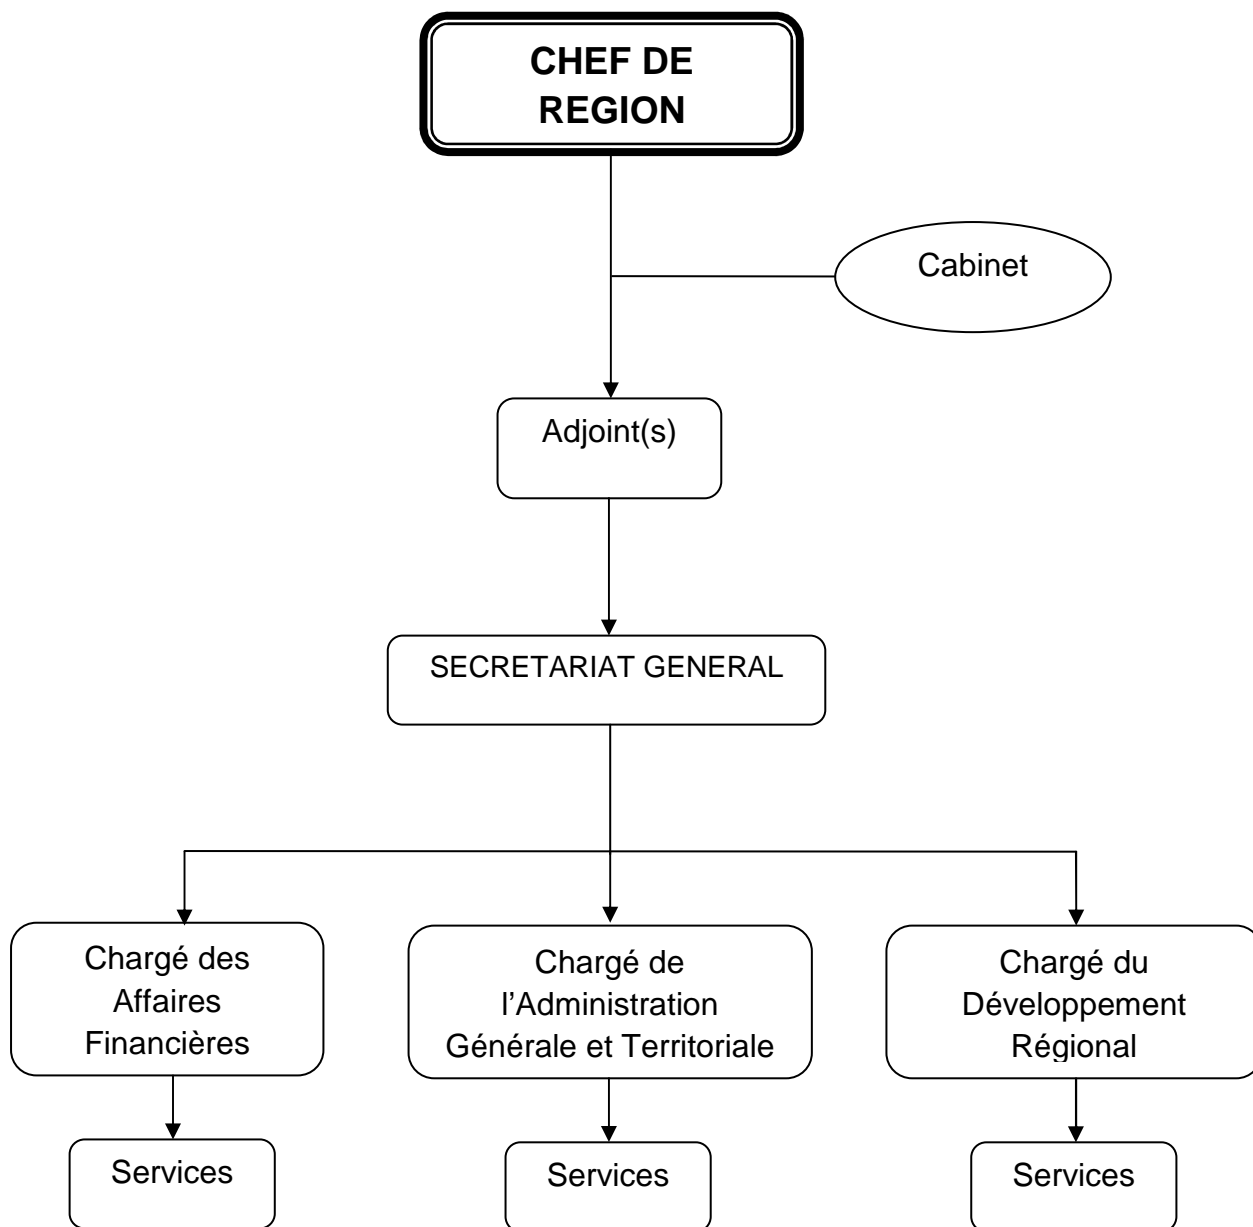 CHEF DE
REGION
Cabinet
Adjoint(s)
SECRETARIAT GENERAL
Chargé des
Affaires
Financières
Chargé de
l’Administration
Générale et Territoriale
Chargé du
Développement
Régional
Services
Services
Services